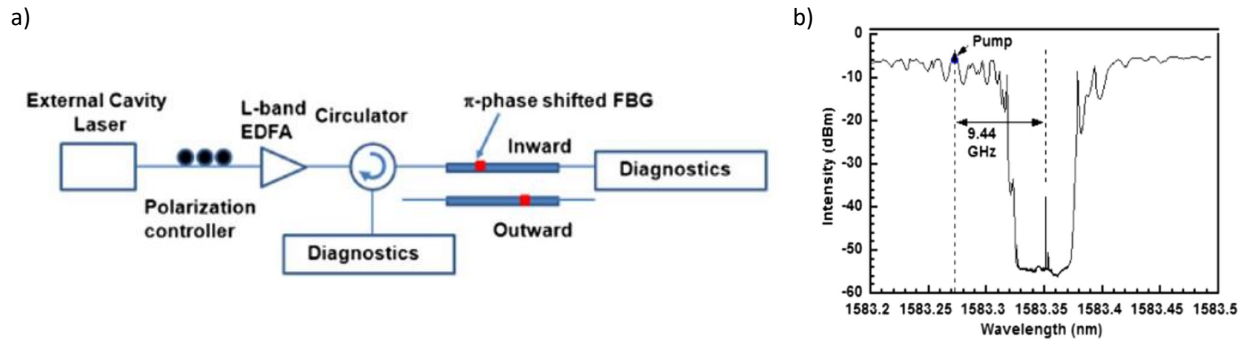 a)
External Cavity
Laser
Polarization
controller
L-band
EDFA
Circulator
π-phase shifted FBG
Inward
Outward
Diagnostics
Diagnostics
b)
Pump
9.44
GHz
Intensity (dBm)
0
-10
-20
-30
-40
-50
-60
1583.2 1583.25 1583.3 1583.35 1583.4 1583.45 1583.5
Wavelength (nm)